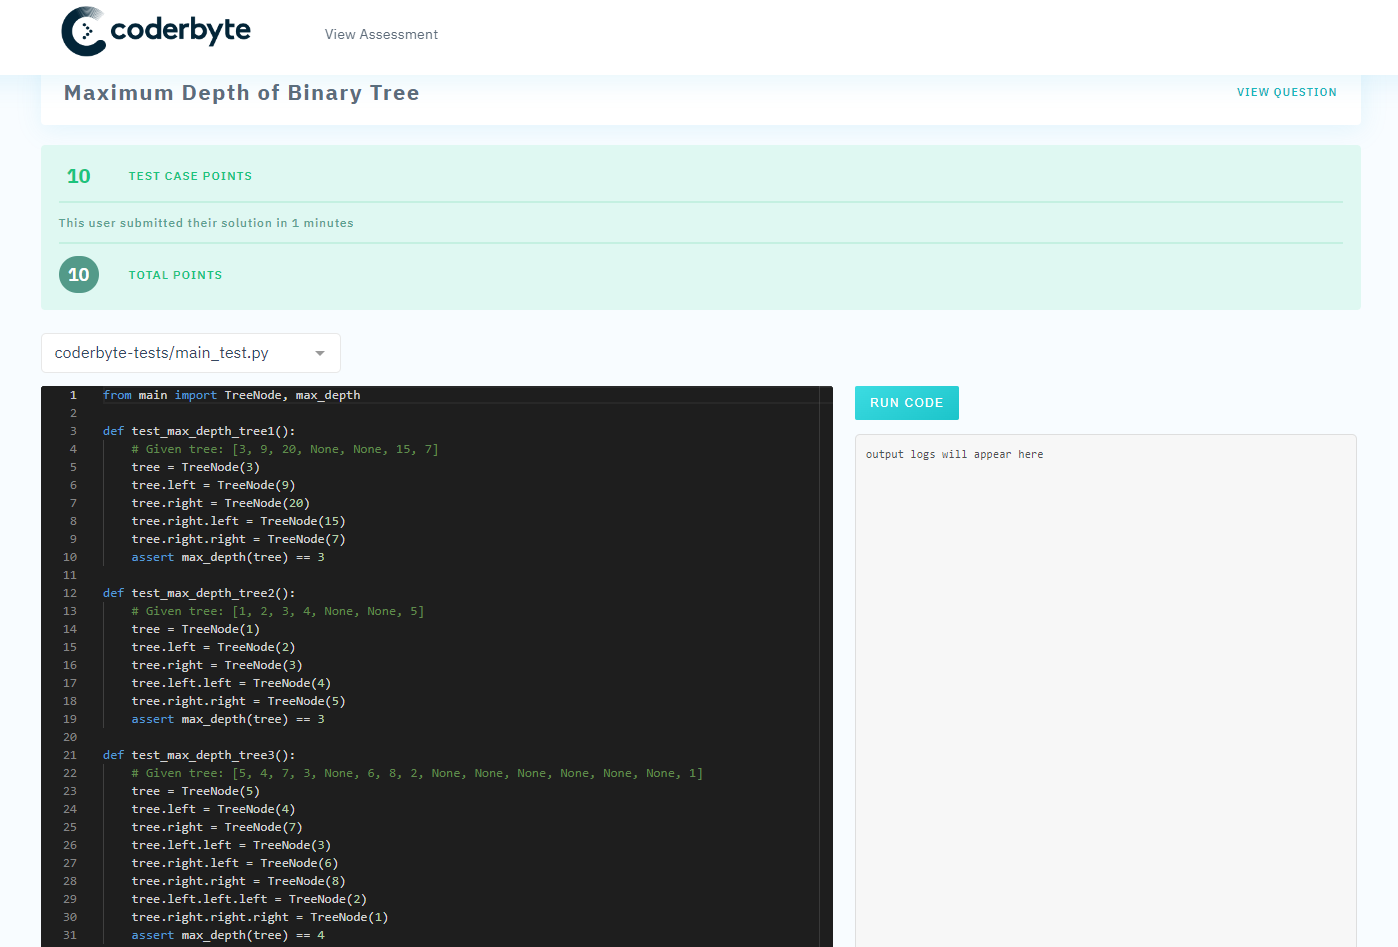 coderbyte
View Assessment
Maximum Depth of Binary Tree
VIEW QUESTION
10 TEST CASE POINTS
This user submitted their solution in 1 minutes
10 TOTAL POINTS
coderbyte-tests/main_test.py
RUN CODE
output logs will appear here
1 from main import TreeNode, max_depth
2
3 def test_max_depth_tree1():
4     # Given tree: [3, 9, 20, None, None, 15, 7]
5     tree = TreeNode(3)
6     tree.left = TreeNode(9)
7     tree.right = TreeNode(20)
8     tree.right.left = TreeNode(15)
9     tree.right.right = TreeNode(7)
10     assert max_depth(tree) == 3
11
12 def test_max_depth_tree2():
13     # Given tree: [1, 2, 3, 4, None, None, 5]
14     tree = TreeNode(1)
15     tree.left = TreeNode(2)
16     tree.right = TreeNode(3)
17     tree.left.left = TreeNode(4)
18     tree.right.right = TreeNode(5)
19     assert max_depth(tree) == 3
20
21 def test_max_depth_tree3():
22     # Given tree: [5, 4, 7, 3, None, 6, 8, 2, None, None, None, None, None, None, 1]
23     tree = TreeNode(5)
24     tree.left = TreeNode(4)
25     tree.right = TreeNode(7)
26     tree.left.left = TreeNode(3)
27     tree.right.left = TreeNode(6)
28     tree.right.right = TreeNode(8)
29     tree.left.left.left = TreeNode(2)
30     tree.right.right.right = TreeNode(1)
31     assert max_depth(tree) == 4